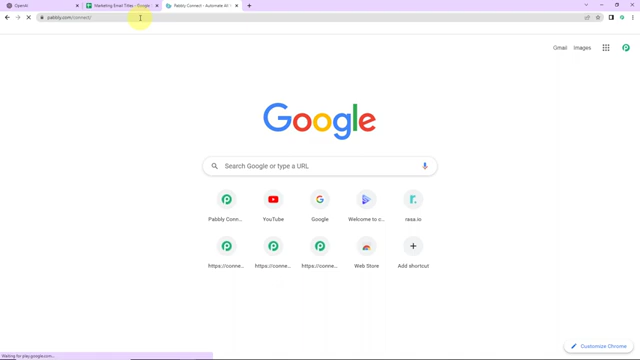 OpenAI
Marketing Email Titles - Google
Pabbly Connect - Automate All
pabbly.com/connect/
Gmail
Images
Google
Search Google or type a URL
Pabbly Conn...
YouTube
Google
Welcome to c...
rasa.io
https://conne...
https://conne...
https://conne...
Web Store
Add shortcut
Customize Chrome
Waiting for play.google.com...